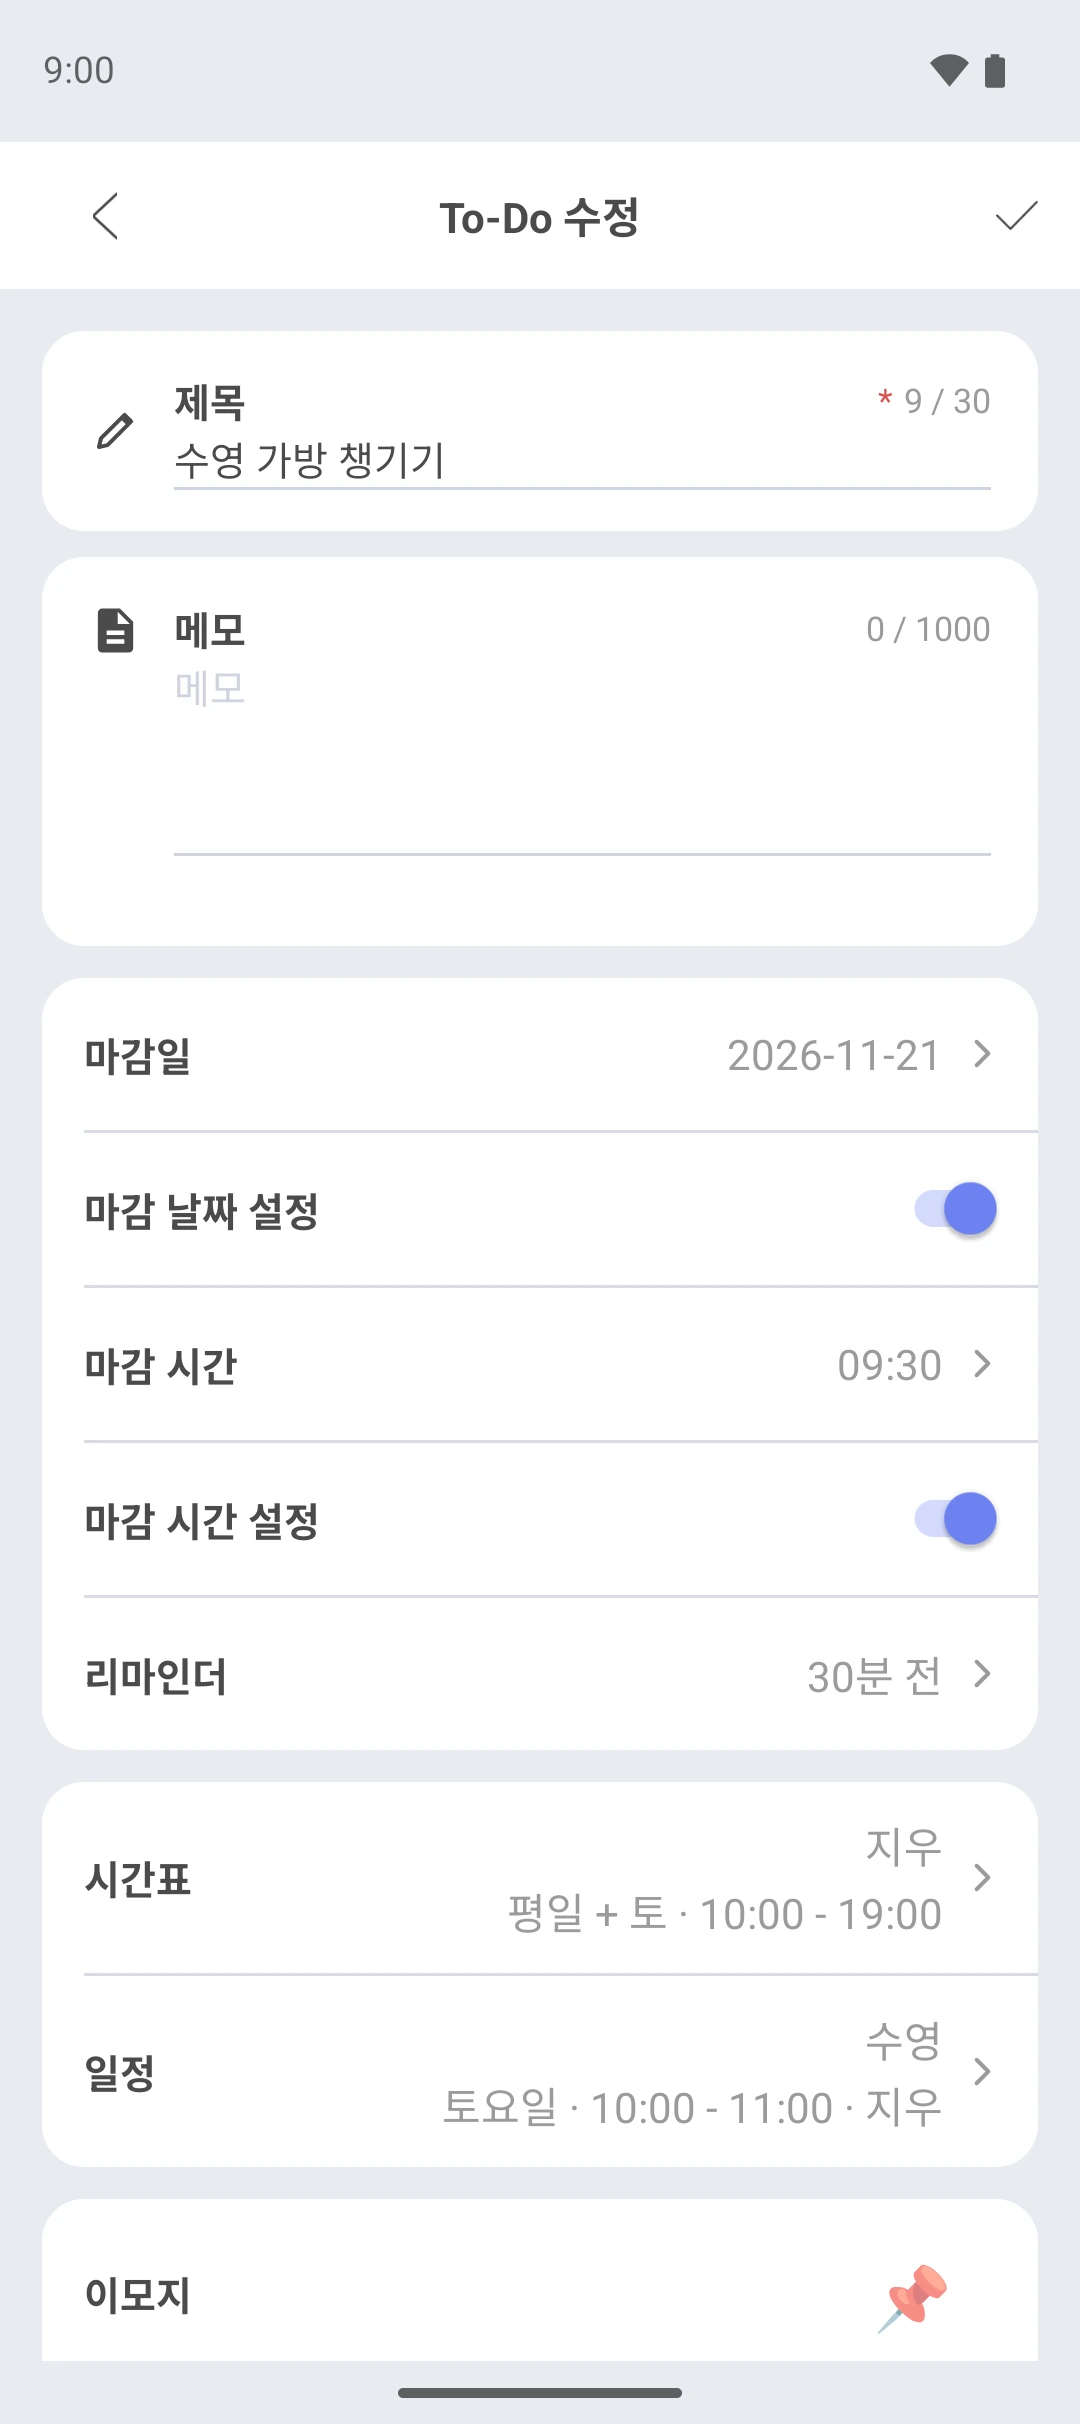 9:00
To-Do 수정
제목
* 9 / 30
수영 가방 챙기기
메모
0 / 1000
메모
마감일
2026-11-21
마감 날짜 설정
마감 시간
09:30
마감 시간 설정
리마인더
30분 전
시간표
지우
평일 + 토 · 10:00 - 19:00
일정
수영
토요일 · 10:00 - 11:00 · 지우
이모지